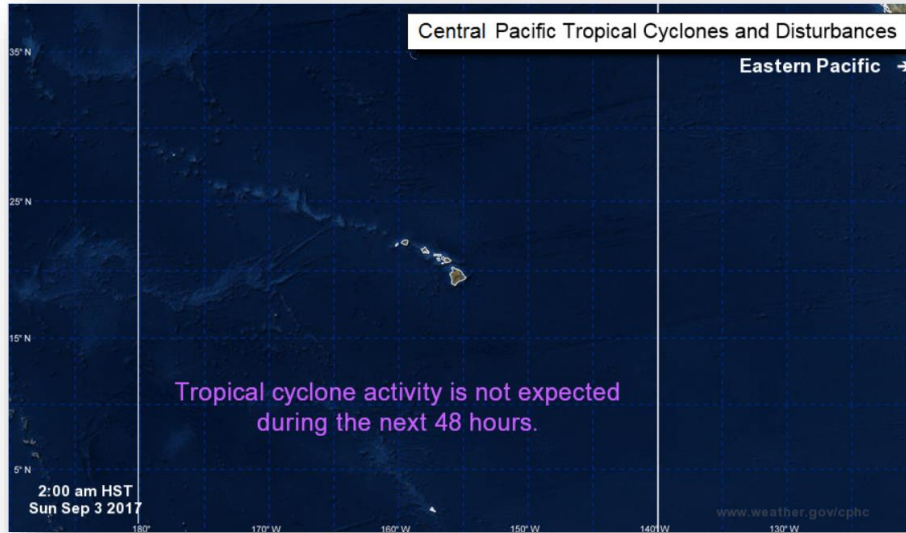 Central Pacific Tropical Cyclones and Disturbances
Eastern Pacific →
35° N
25° N
15° N
Tropical cyclone activity is not expected
during the next 48 hours.
5° N
2:00 am HST
Sun Sep 3 2017
www.weather.gov/cphc
180° 170° W 160° W 150° W 140° W 130° W